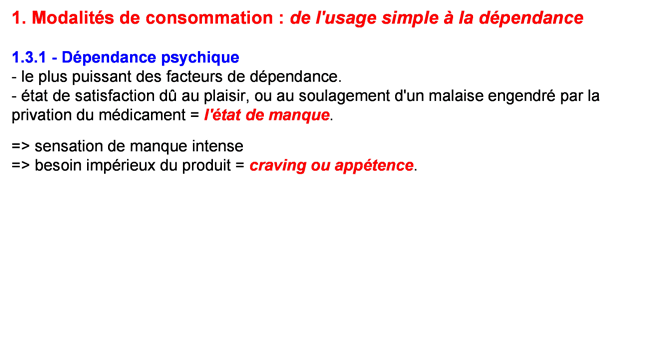 1. Modalités de consommation : de l'usage simple à la dépendance
1.3.1 - Dépendance psychique
- le plus puissant des facteurs de dépendance.
- état de satisfaction dû au plaisir, ou au soulagement d'un malaise engendré par la
privation du médicament = l'état de manque.
=> sensation de manque intense
=> besoin impérieux du produit = craving ou appétence.